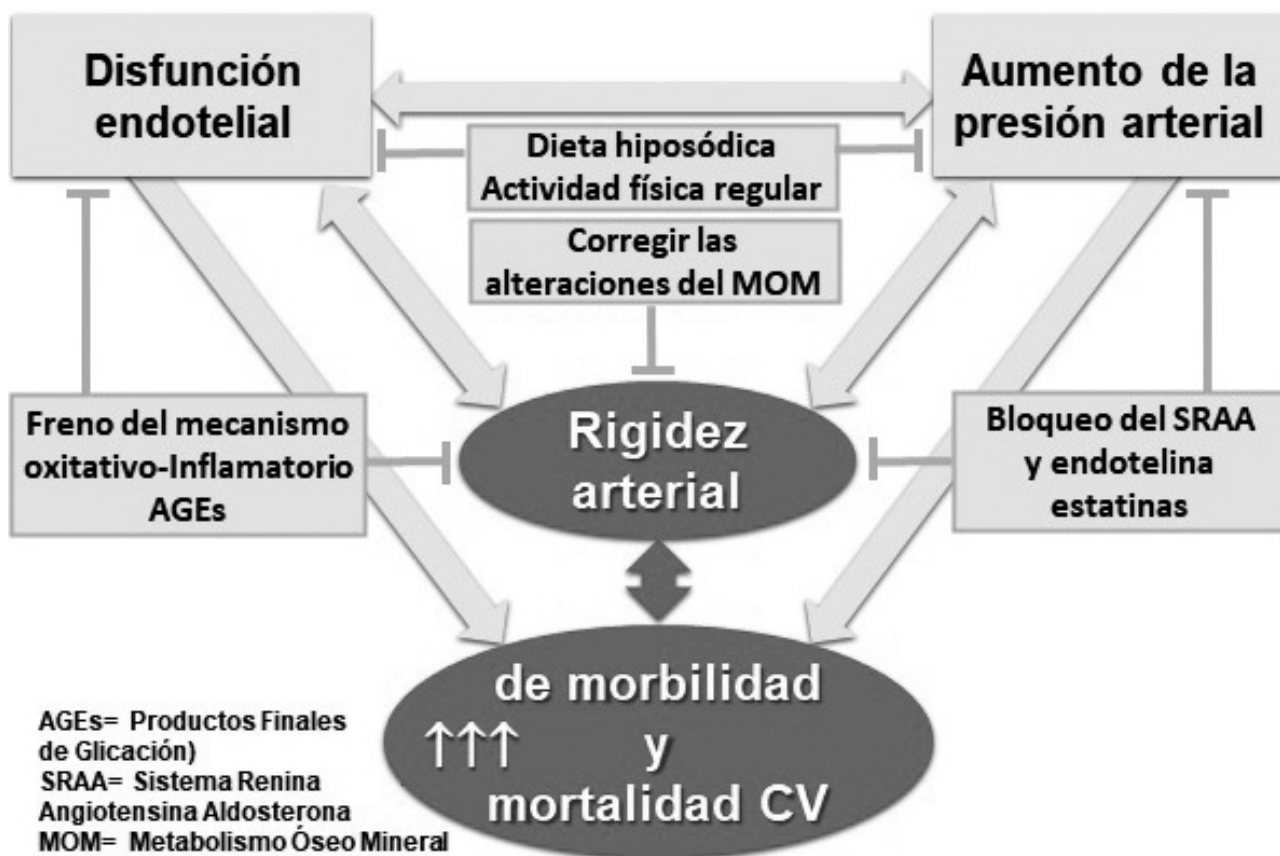 Disfunción
endotelial
Aumento de la
presión arterial
Dieta hiposódica
Actividad física regular
Corregir las
alteraciones del MOM
Freno del mecanismo
oxitativo-Inflamatorio
AGEs
Rigidez
arterial
Bloqueo del SRAA
y endotelina
estatinas
de morbilidad
↑↑↑ y
mortalidad CV
AGEs= Productos Finales
de Glicación)
SRAA= Sistema Renina
Angiotensina Aldosterona
MOM= Metabolismo Óseo Mineral